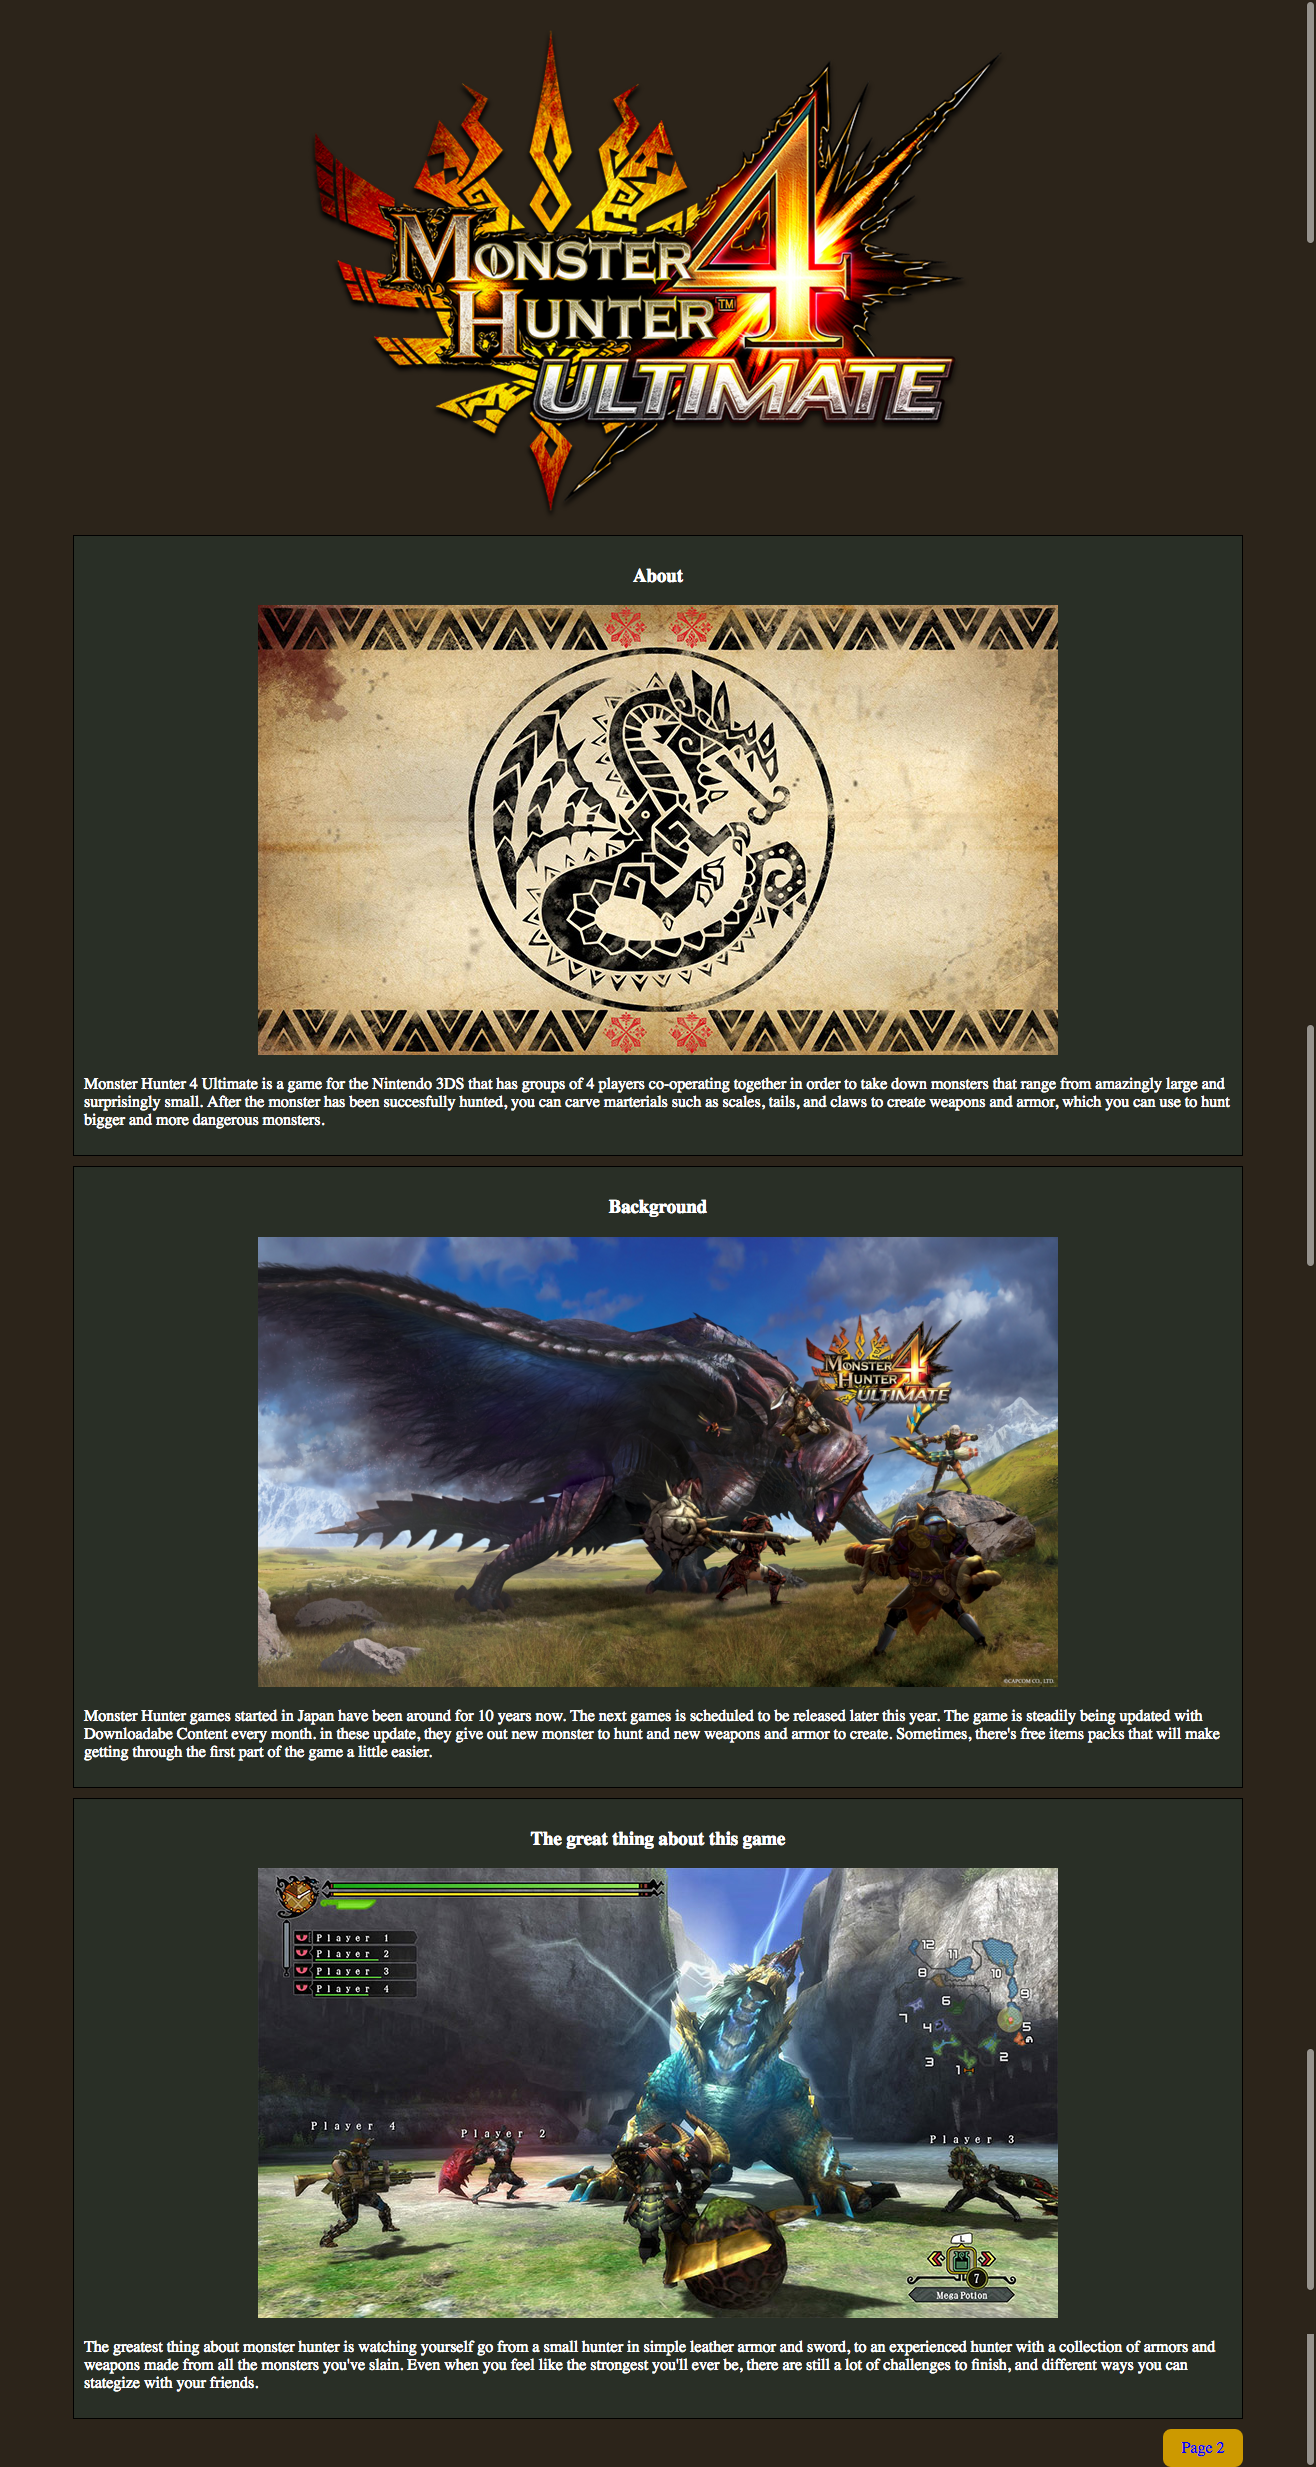 MONSTER
HUNTER™
4
ULTIMATE
About
Monster Hunter 4 Ultimate is a game for the Nintendo 3DS that has groups of 4 players co-operating together in order to take down monsters that range from amazingly large and
surprisingly small. After the monster has been succesfully hunted, you can carve marterials such as scales, tails, and claws to create weapons and armor, which you can use to hunt
bigger and more dangerous monsters.
Background
MONSTER
HUNTER
4
ULTIMATE
©CAPCOM CO., LTD.
Monster Hunter games started in Japan have been around for 10 years now. The next games is scheduled to be released later this year. The game is steadily being updated with
Downloadabe Content every month. in these update, they give out new monster to hunt and new weapons and armor to create. Sometimes, there's free items packs that will make
getting through the first part of the game a little easier.
The great thing about this game
Player 1
Player 2
Player 3
Player 4
12
11
8
10
9
6
7
4
5
3
2
1
Player 4
Player 2
Player 3
L
7
Mega Potion
The greatest thing about monster hunter is watching yourself go from a small hunter in simple leather armor and sword, to an experienced hunter with a collection of armors and
weapons made from all the monsters you've slain. Even when you feel like the strongest you'll ever be, there are still a lot of challenges to finish, and different ways you can
stategize with your friends.
Page 2